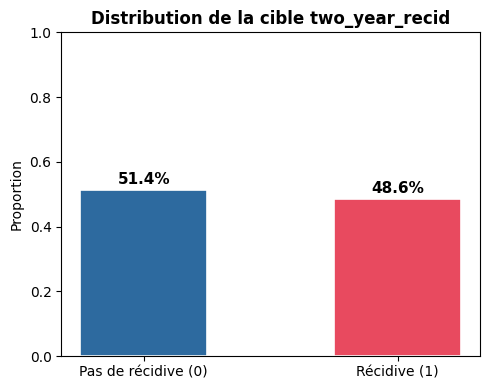 Distribution de la cible two_year_recid
1.0
0.8
0.6
0.4
0.2
0.0
Proportion
51.4%
48.6%
Pas de récidive (0)
Récidive (1)